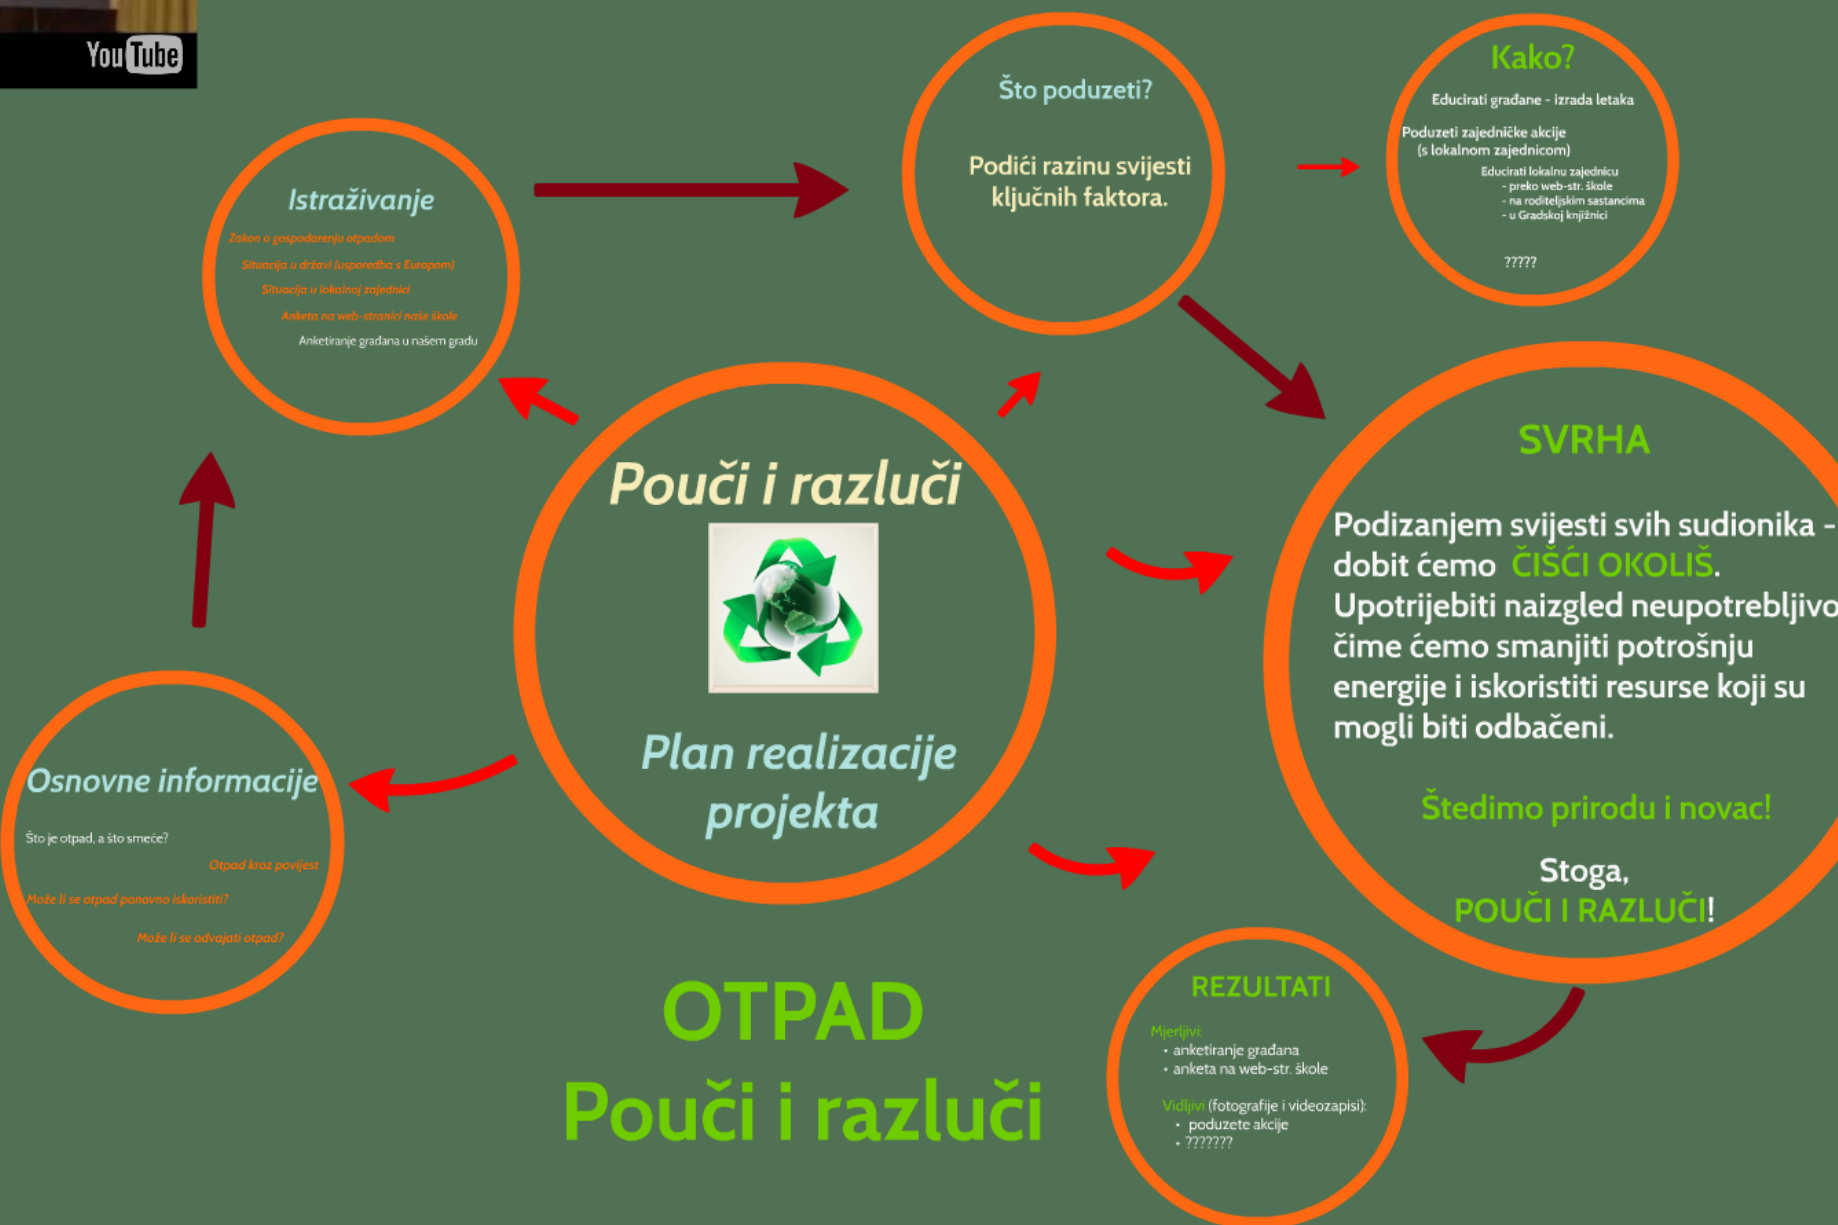 YouTube
Istraživanje
Zakon o gospodarenju otpadom
Situacija u državi (usporedba s Europom)
Situacija u lokalnoj zajednici
Anketa na web-stranici naše škole
Anketiranje građana u našem gradu
Što poduzeti?
Podići razinu svijesti
ključnih faktora.
Kako?
Educirati građane - izrada letaka
Poduzeti zajedničke akcije
(s lokalnom zajednicom)
Educirati lokalnu zajednicu
- preko web-str. škole
- na roditeljskim sastancima
- u Gradskoj knjižnici
?????
Pouči i razluči
Plan realizacije
projekta
SVRHA
Podizanjem svijesti svih sudionika -
dobit ćemo ČIŠĆI OKOLIŠ.
Upotrijebiti naizgled neupotrebljivo
čime ćemo smanjiti potrošnju
energije i iskoristiti resurse koji su
mogli biti odbačeni.
Štedimo prirodu i novac!
Stoga,
POUČI I RAZLUČI!
Osnovne informacije
Što je otpad, a što smeće?
Otpad kroz povijest
Može li se otpad ponovno iskoristiti?
Može li se odvajati otpad?
OTPAD
Pouči i razluči
REZULTATI
Mjerljivi:
• anketiranje građana
• anketa na web-str. škole
Vidljivi (fotografije i videozapisi):
• poduzete akcije
• ???????